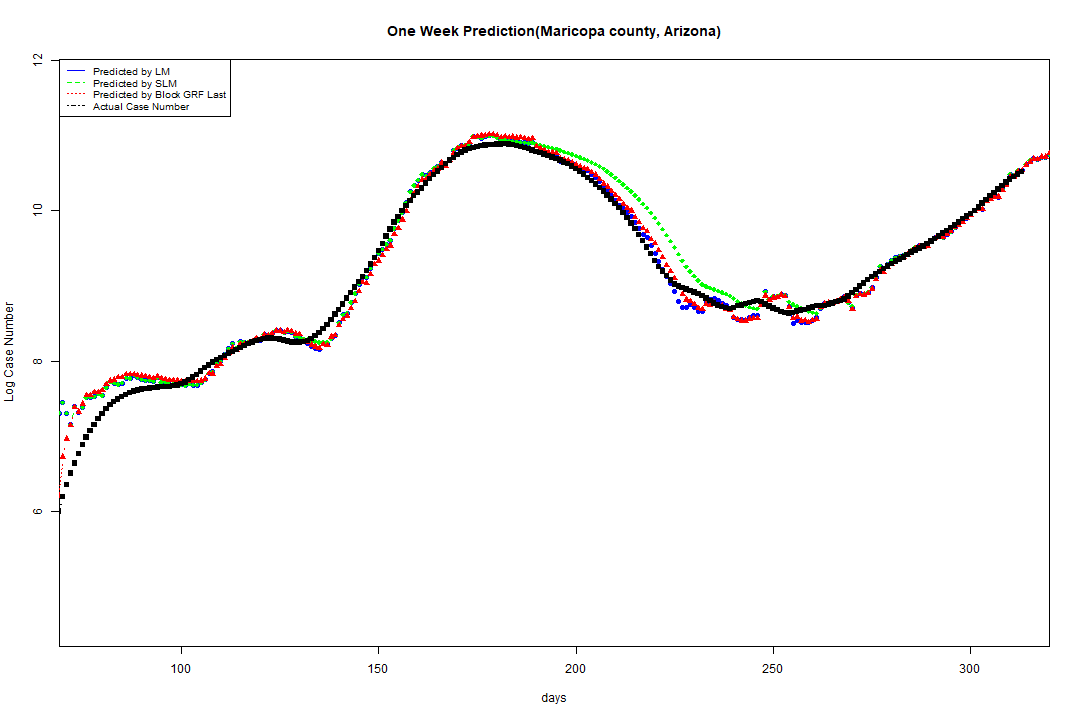 One Week Prediction(Maricopa county, Arizona)
Predicted by LM
Predicted by SLM
Predicted by Block GRF Last
Actual Case Number
12
10
8
6
Log Case Number
100 150 200 250 300
days